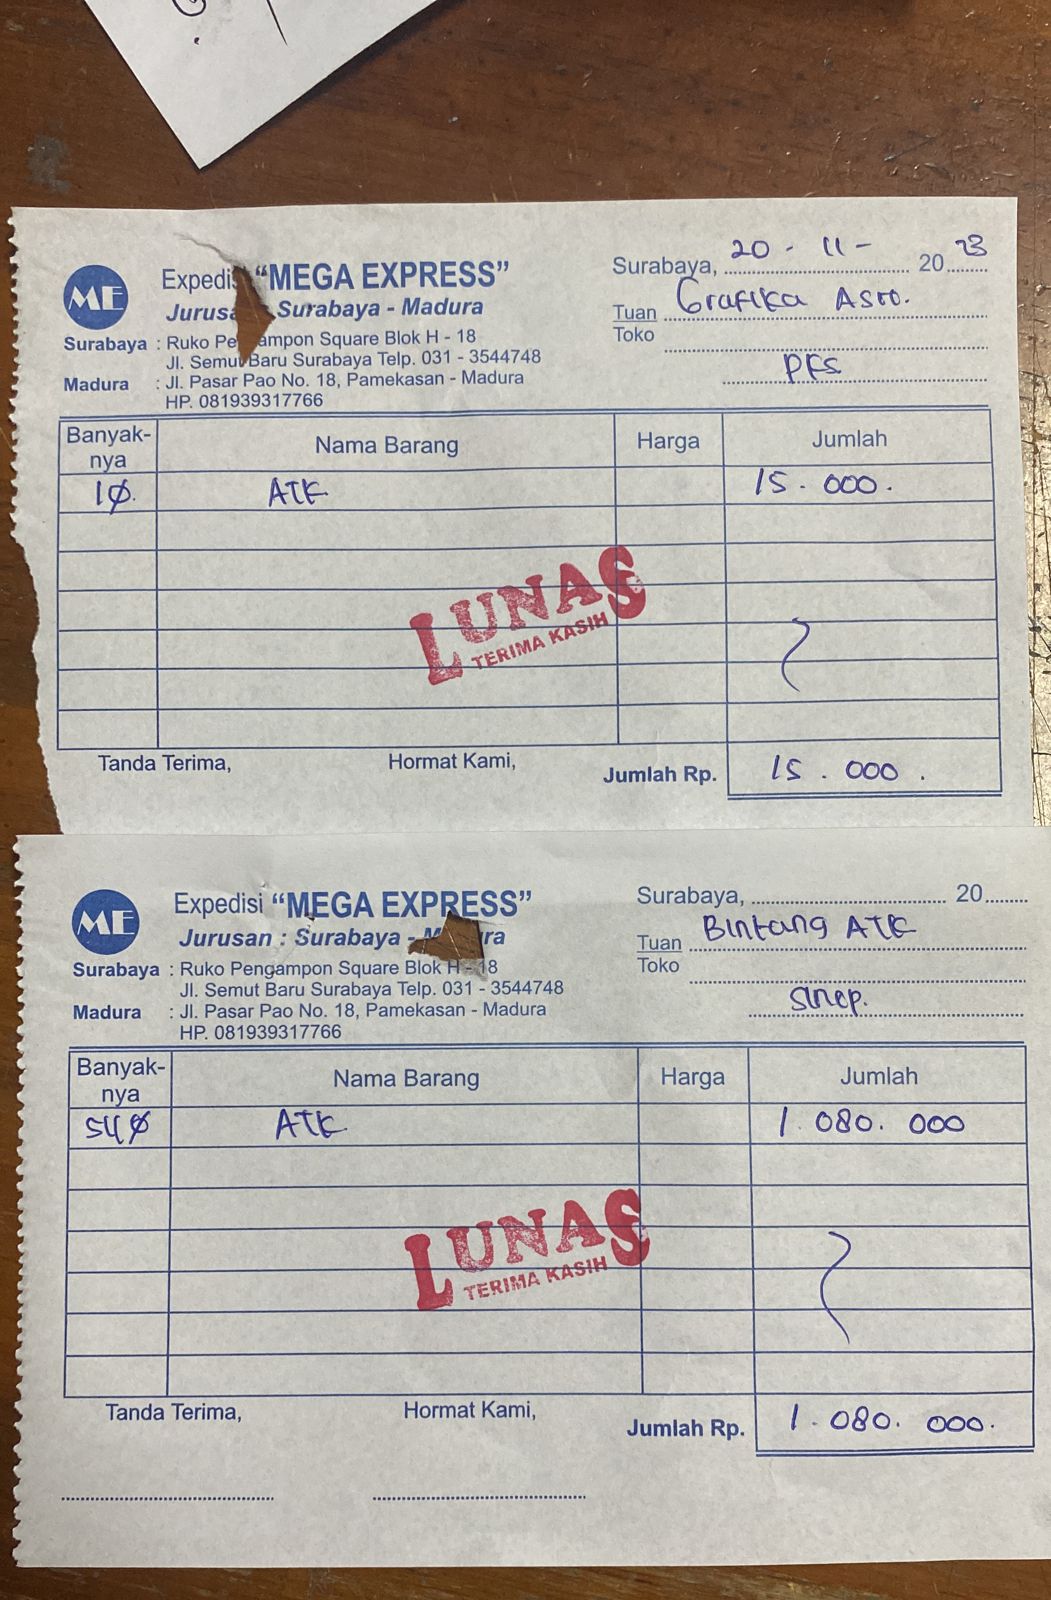 Expedisi "MEGA EXPRESS"
Jurusan Surabaya - Madura
Surabaya : Ruko Pengampon Square Blok H - 18
Jl. Semut Baru Surabaya Telp. 031 - 3544748
Madura : Jl. Pasar Pao No. 18, Pamekasan - Madura
HP. 081939317766
Surabaya, 20 - 11 - 2023
Tuan Grafika Asro.
Toko
PFS
Banyak-nya Nama Barang Harga Jumlah
10 ATK 15.000.
LUNAS
TERIMA KASIH
Tanda Terima, Hormat Kami, Jumlah Rp. 15.000.
Expedisi "MEGA EXPRESS"
Jurusan : Surabaya - Madura
Surabaya : Ruko Pengampon Square Blok H - 18
Jl. Semut Baru Surabaya Telp. 031 - 3544748
Madura : Jl. Pasar Pao No. 18, Pamekasan - Madura
HP. 081939317766
Surabaya, 20
Tuan Bintang ATK
Toko
Banyak-nya Nama Barang Harga Jumlah
540 ATK 1.080.000
LUNAS
TERIMA KASIH
Tanda Terima, Hormat Kami, Jumlah Rp. 1.080.000.